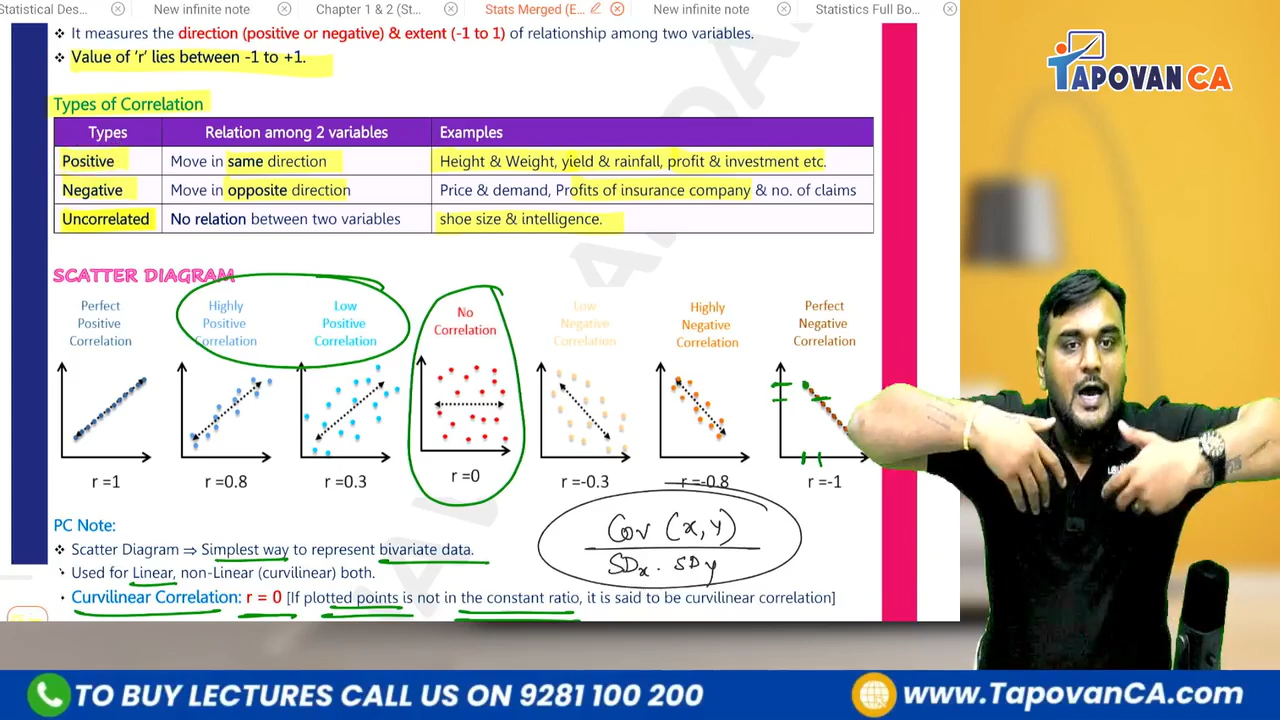 Statistical Des...
New infinite note
Chapter 1 & 2 (St...
Stats Merged (E...
New infinite note
Statistics Full Bo...
❖ It measures the direction (positive or negative) & extent (-1 to 1) of relationship among two variables.
❖ Value of 'r' lies between -1 to +1.
TAPOVAN CA
Types of Correlation
Types Relation among 2 variables Examples
Positive Move in same direction Height & Weight, yield & rainfall, profit & investment etc.
Negative Move in opposite direction Price & demand, Profits of insurance company & no. of claims
Uncorrelated No relation between two variables shoe size & intelligence.
SCATTER DIAGRAM
Perfect
Positive
Correlation
Highly
Positive
Correlation
Low
Positive
Correlation
No
Correlation
Low
Negative
Correlation
Highly
Negative
Correlation
Perfect
Negative
Correlation
r =1
r =0.8
r =0.3
r =0
r =-0.3
r =-0.8
r =-1
Cov (x, y)
SDx . SDy
PC Note:
❖ Scatter Diagram ⇒ Simplest way to represent bivariate data.
• Used for Linear, non-Linear (curvilinear) both.
• Curvilinear Correlation: r = 0 [If plotted points is not in the constant ratio, it is said to be curvilinear correlation]
TO BUY LECTURES CALL US ON 9281 100 200
www.TapovanCA.com